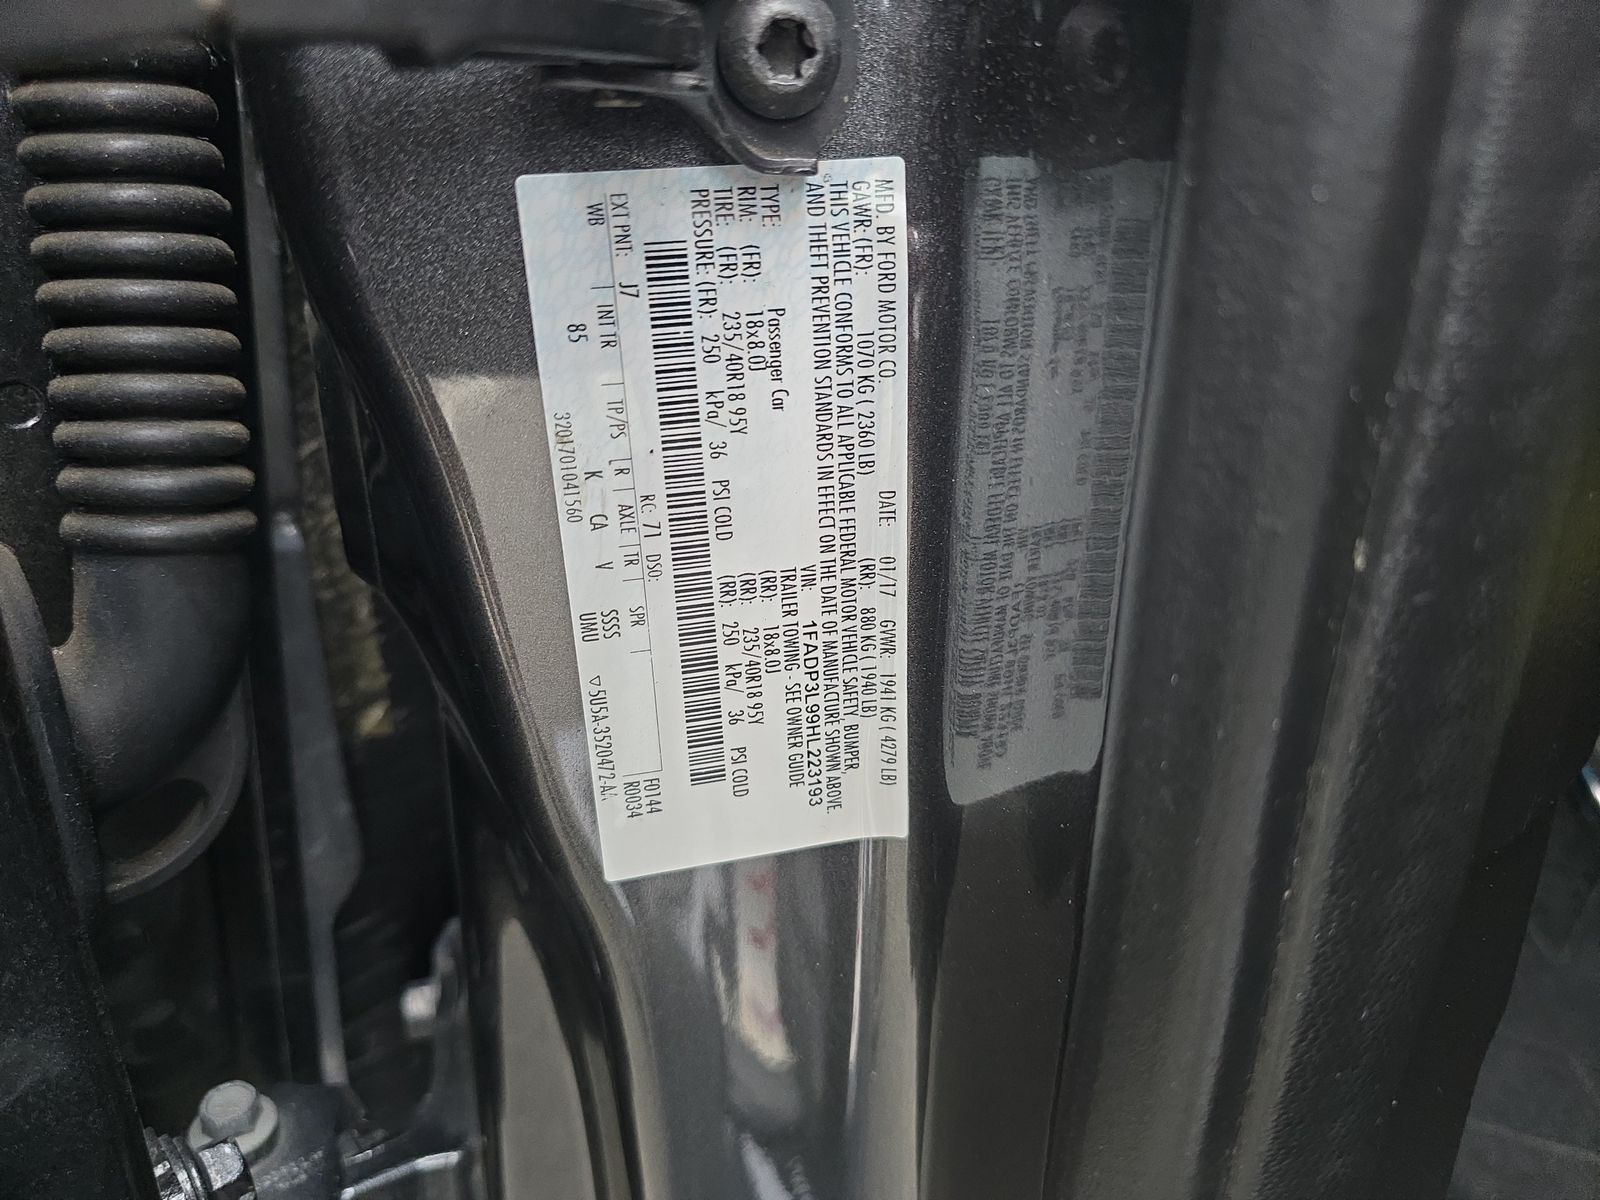 MFD. BY FORD MOTOR CO. DATE: 01/17 GVWR: 1941 KG ( 4279 LB)
GAWR: (FR): 1070 KG ( 2360 LB) (RR): 880 KG ( 1940 LB)
THIS VEHICLE CONFORMS TO ALL APPLICABLE FEDERAL MOTOR VEHICLE SAFETY, BUMPER,
AND THEFT PREVENTION STANDARDS IN EFFECT ON THE DATE OF MANUFACTURE SHOWN ABOVE.
VIN: 1FADP3L99HL223193
TYPE: Passenger Car TRAILER TOWING - SEE OWNER GUIDE
RIM: (FR): 18x8.0J (RR): 18x8.0J
TIRE: (FR): 235/40R18 95Y (RR): 235/40R18 95Y
PRESSURE: (FR): 250 kPa/ 36 PSI COLD (RR): 250 kPa/ 36 PSI COLD
RC: 71 DSO: F0144
EXT PNT: J7 R0034
WB INT TR TP/PS R AXLE TR SPR
85 K CA V SSSS
3201701041560 UMU ▽5U5A-3520472-AA